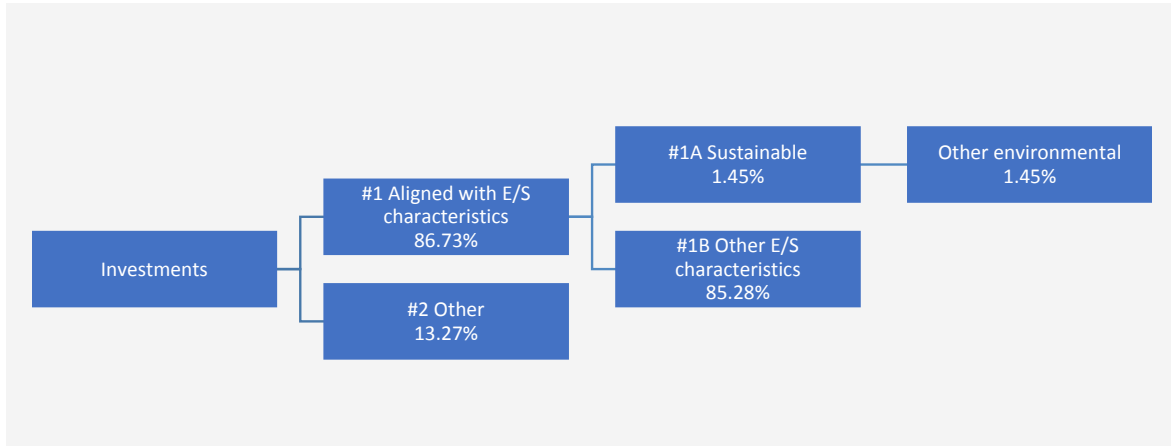 Investments
#1 Aligned with E/S
characteristics
86.73%
#2 Other
13.27%
#1A Sustainable
1.45%
#1B Other E/S
characteristics
85.28%
Other environmental
1.45%